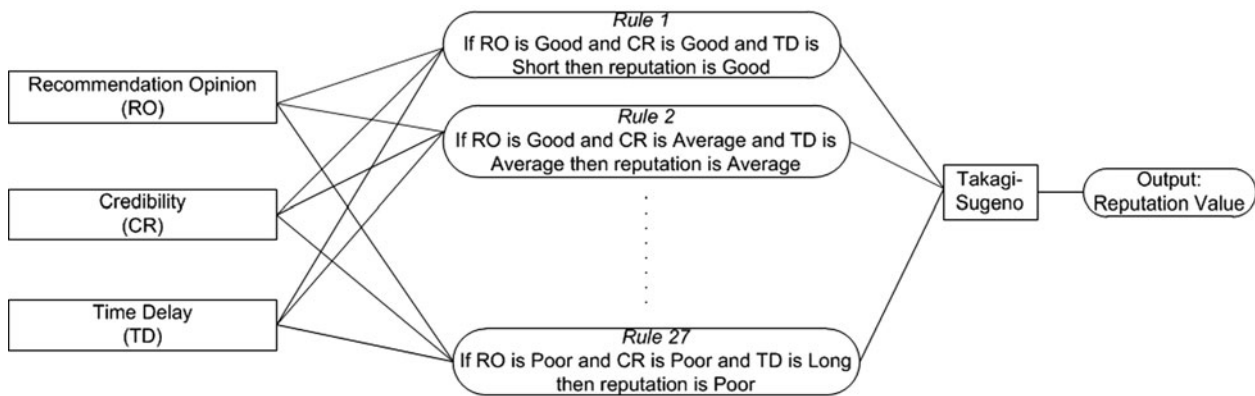 Recommendation Opinion
(RO)
Credibility
(CR)
Time Delay
(TD)
Rule 1
If RO is Good and CR is Good and TD is
Short then reputation is Good
Rule 2
If RO is Good and CR is Average and TD is
Average then reputation is Average
Rule 27
If RO is Poor and CR is Poor and TD is Long
then reputation is Poor
Takagi-
Sugeno
Output:
Reputation Value